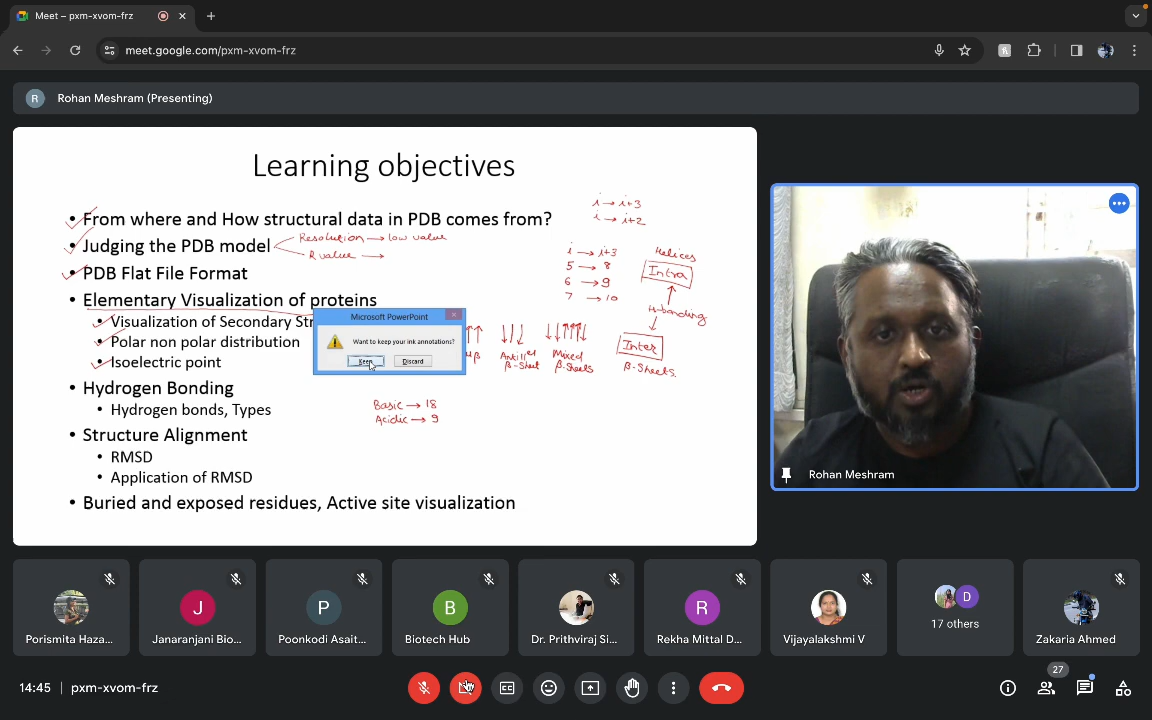 Meet – pxm-xvom-frz
meet.google.com/pxm-xvom-frz
R Rohan Meshram (Presenting)
Learning objectives
• From where and How structural data in PDB comes from?
• Judging the PDB model
Resolution → low value
R value →
• PDB Flat File Format
• Elementary Visualization of proteins
• Visualization of Secondary Str
• Polar non polar distribution
• Isoelectric point
• Hydrogen Bonding
• Hydrogen bonds, Types
• Structure Alignment
• RMSD
• Application of RMSD
• Buried and exposed residues, Active site visualization
i → i+3
i → i+2
i → i+3
5 → 8
6 → 9
7 → 10
Helices
Intra
H-bonding
Inter
β-Sheets
β-Sheet
Mixed
β-Sheets
Basic → 18
Acidic → 9
Microsoft PowerPoint
Want to keep your ink annotations?
Keep
Discard
Rohan Meshram
Porismita Haza...
J
Janaranjani Bio...
P
Poonkodi Asait...
B
Biotech Hub
Dr. Prithviraj Si...
R
Rekha Mittal D...
Vijayalakshmi V
D
17 others
Zakaria Ahmed
14:45 | pxm-xvom-frz
27